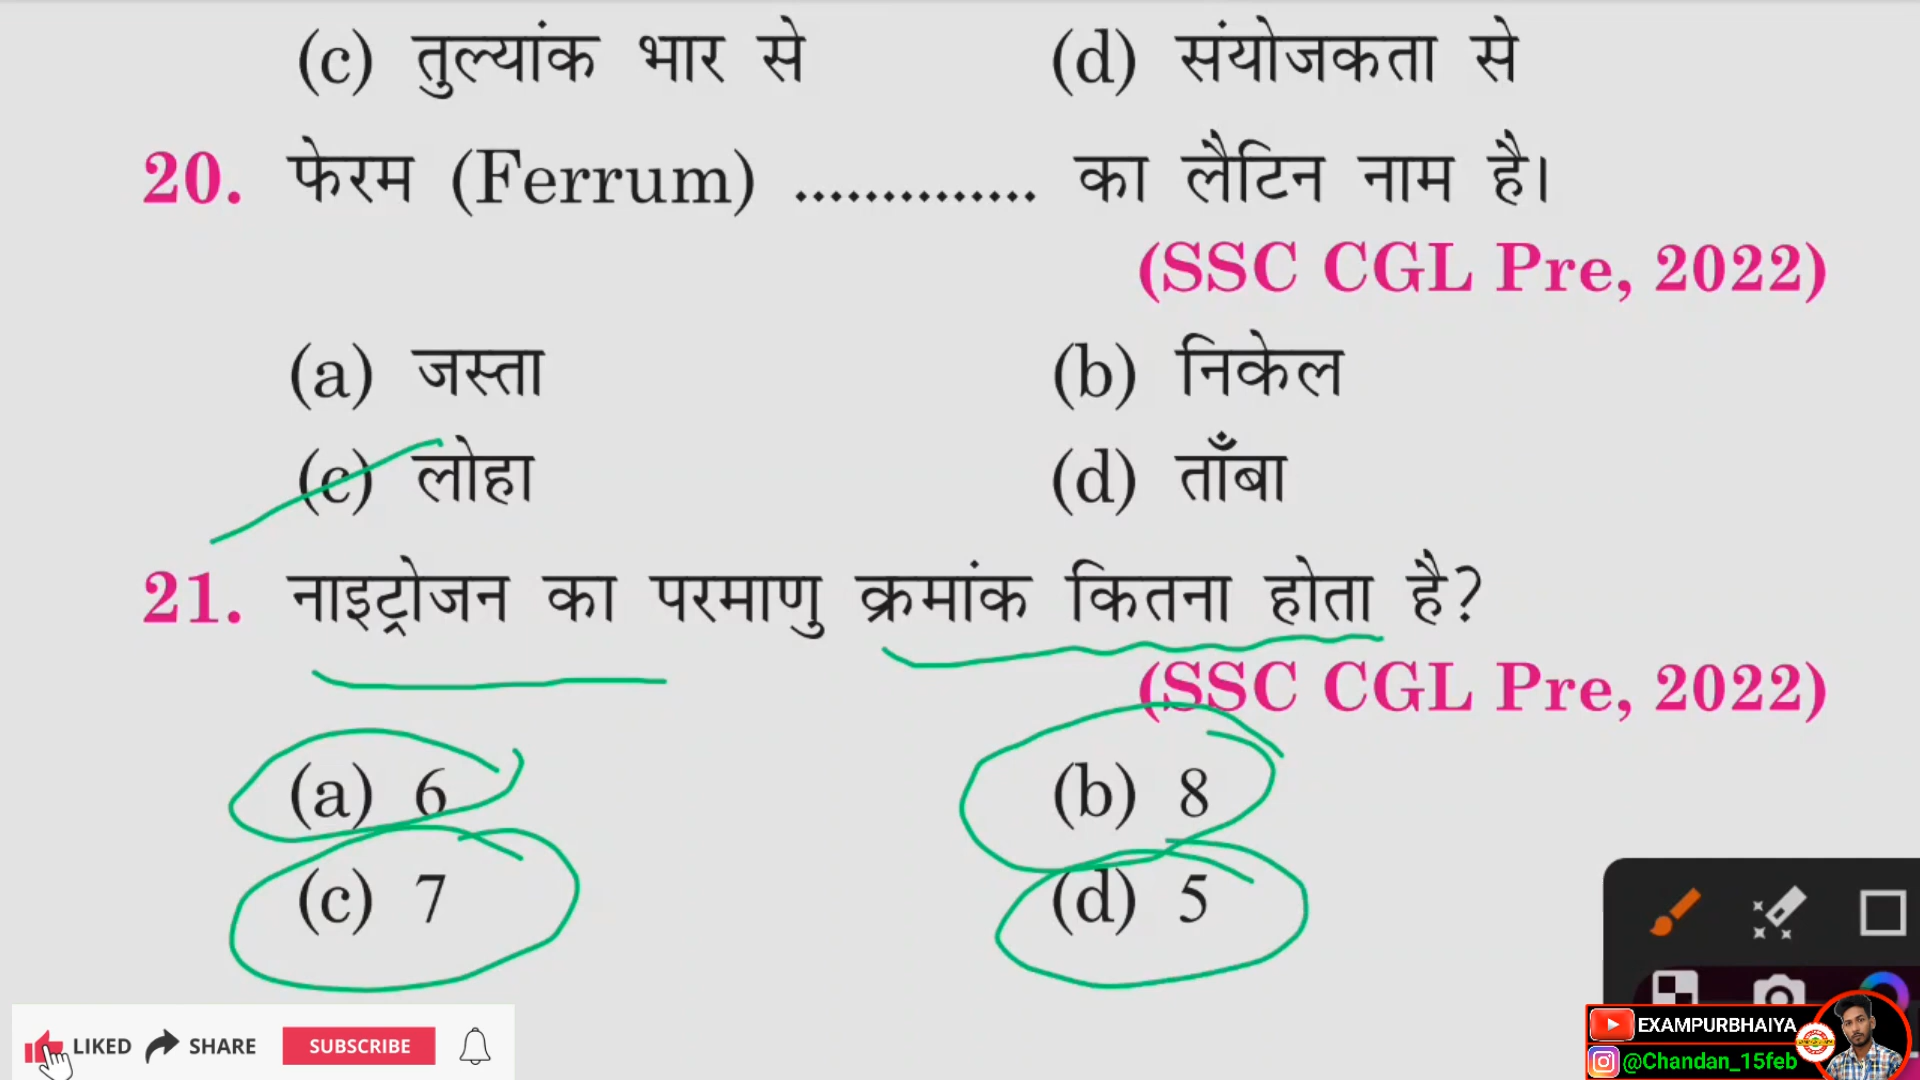 (c) तुल्यांक भार से (d) संयोजकता से
20. फेरम (Ferrum) .............. का लैटिन नाम है।
(SSC CGL Pre, 2022)
(a) जस्ता (b) निकेल
(c) लोहा (d) ताँबा
21. नाइट्रोजन का परमाणु क्रमांक कितना होता है?
(SSC CGL Pre, 2022)
(a) 6 (b) 8
(c) 7 (d) 5
LIKED SHARE SUBSCRIBE
EXAMPURBHAIYA
@Chandan_15feb